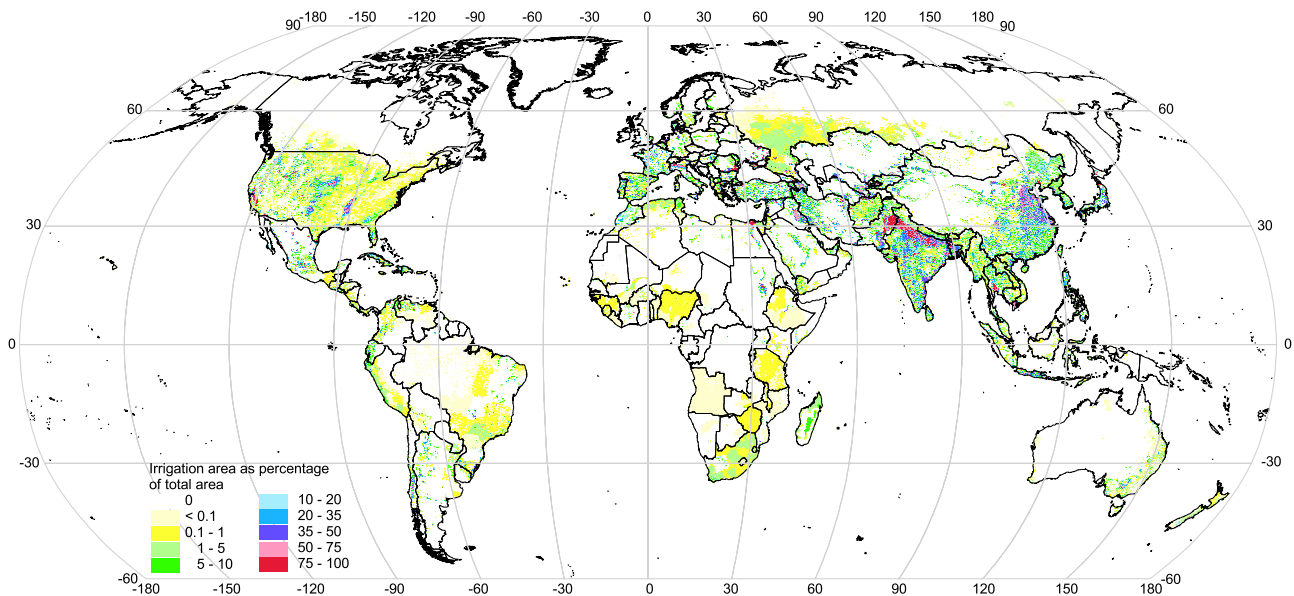 90 -180 -150 -120 -90 -60 -30 0 30 60 90 120 150 180 90
60 60
30 30
0 0
-30 -30
Irrigation area as percentage
of total area
0 10 - 20
< 0.1 20 - 35
0.1 - 1 35 - 50
1 - 5 50 - 75
5 - 10 75 - 100
-60 -60
-180 -150 -120 -90 -60 -30 0 30 60 90 120 150 180